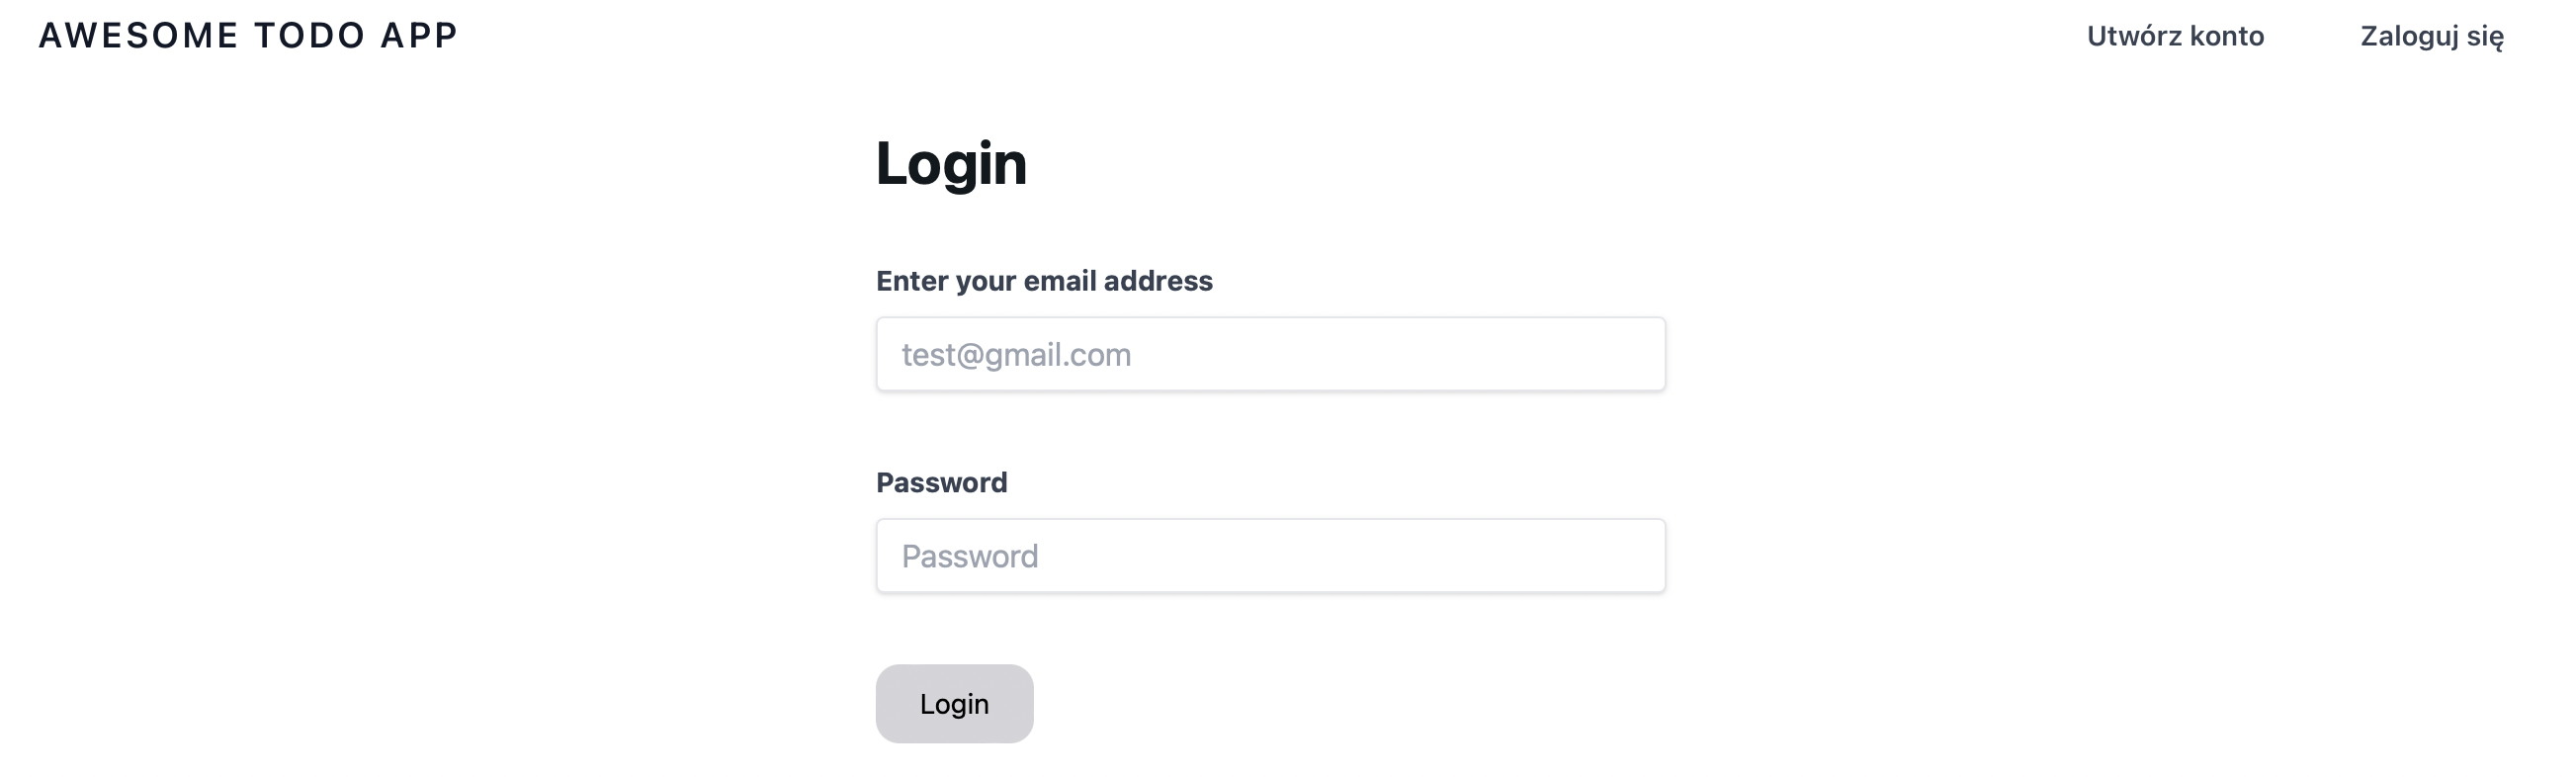 AWESOME TODO APP Utwórz konto Zaloguj się
Login
Enter your email address
test@gmail.com
Password
Password
Login